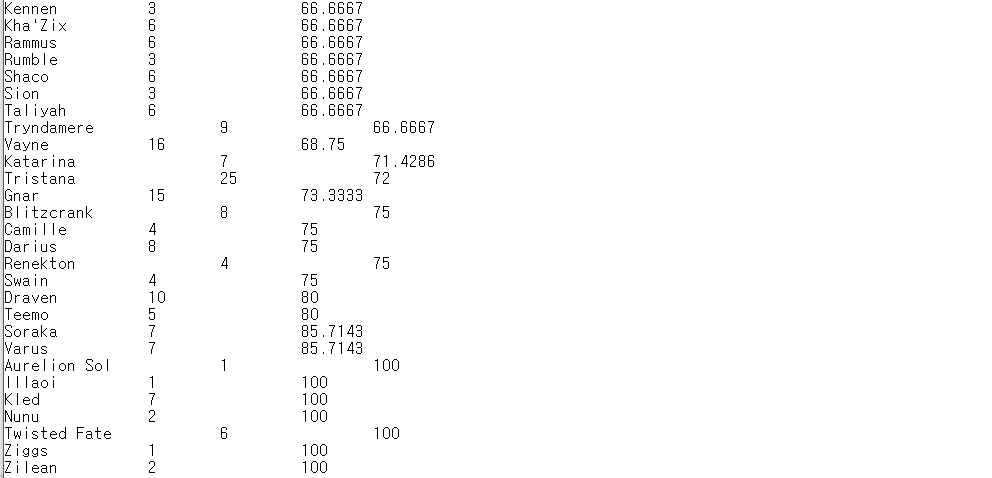 Kennen 3 66.6667
Kha'Zix 6 66.6667
Rammus 6 66.6667
Rumble 3 66.6667
Shaco 6 66.6667
Sion 3 66.6667
Taliyah 6 66.6667
Tryndamere 9 66.6667
Vayne 16 68.75
Katarina 7 71.4286
Tristana 25 72
Gnar 15 73.3333
Blitzcrank 8 75
Camille 4 75
Darius 8 75
Renekton 4 75
Swain 4 75
Draven 10 80
Teemo 5 80
Soraka 7 85.7143
Varus 7 85.7143
Aurelion Sol 1 100
Illaoi 1 100
Kled 7 100
Nunu 2 100
Twisted Fate 6 100
Ziggs 1 100
Zilean 2 100